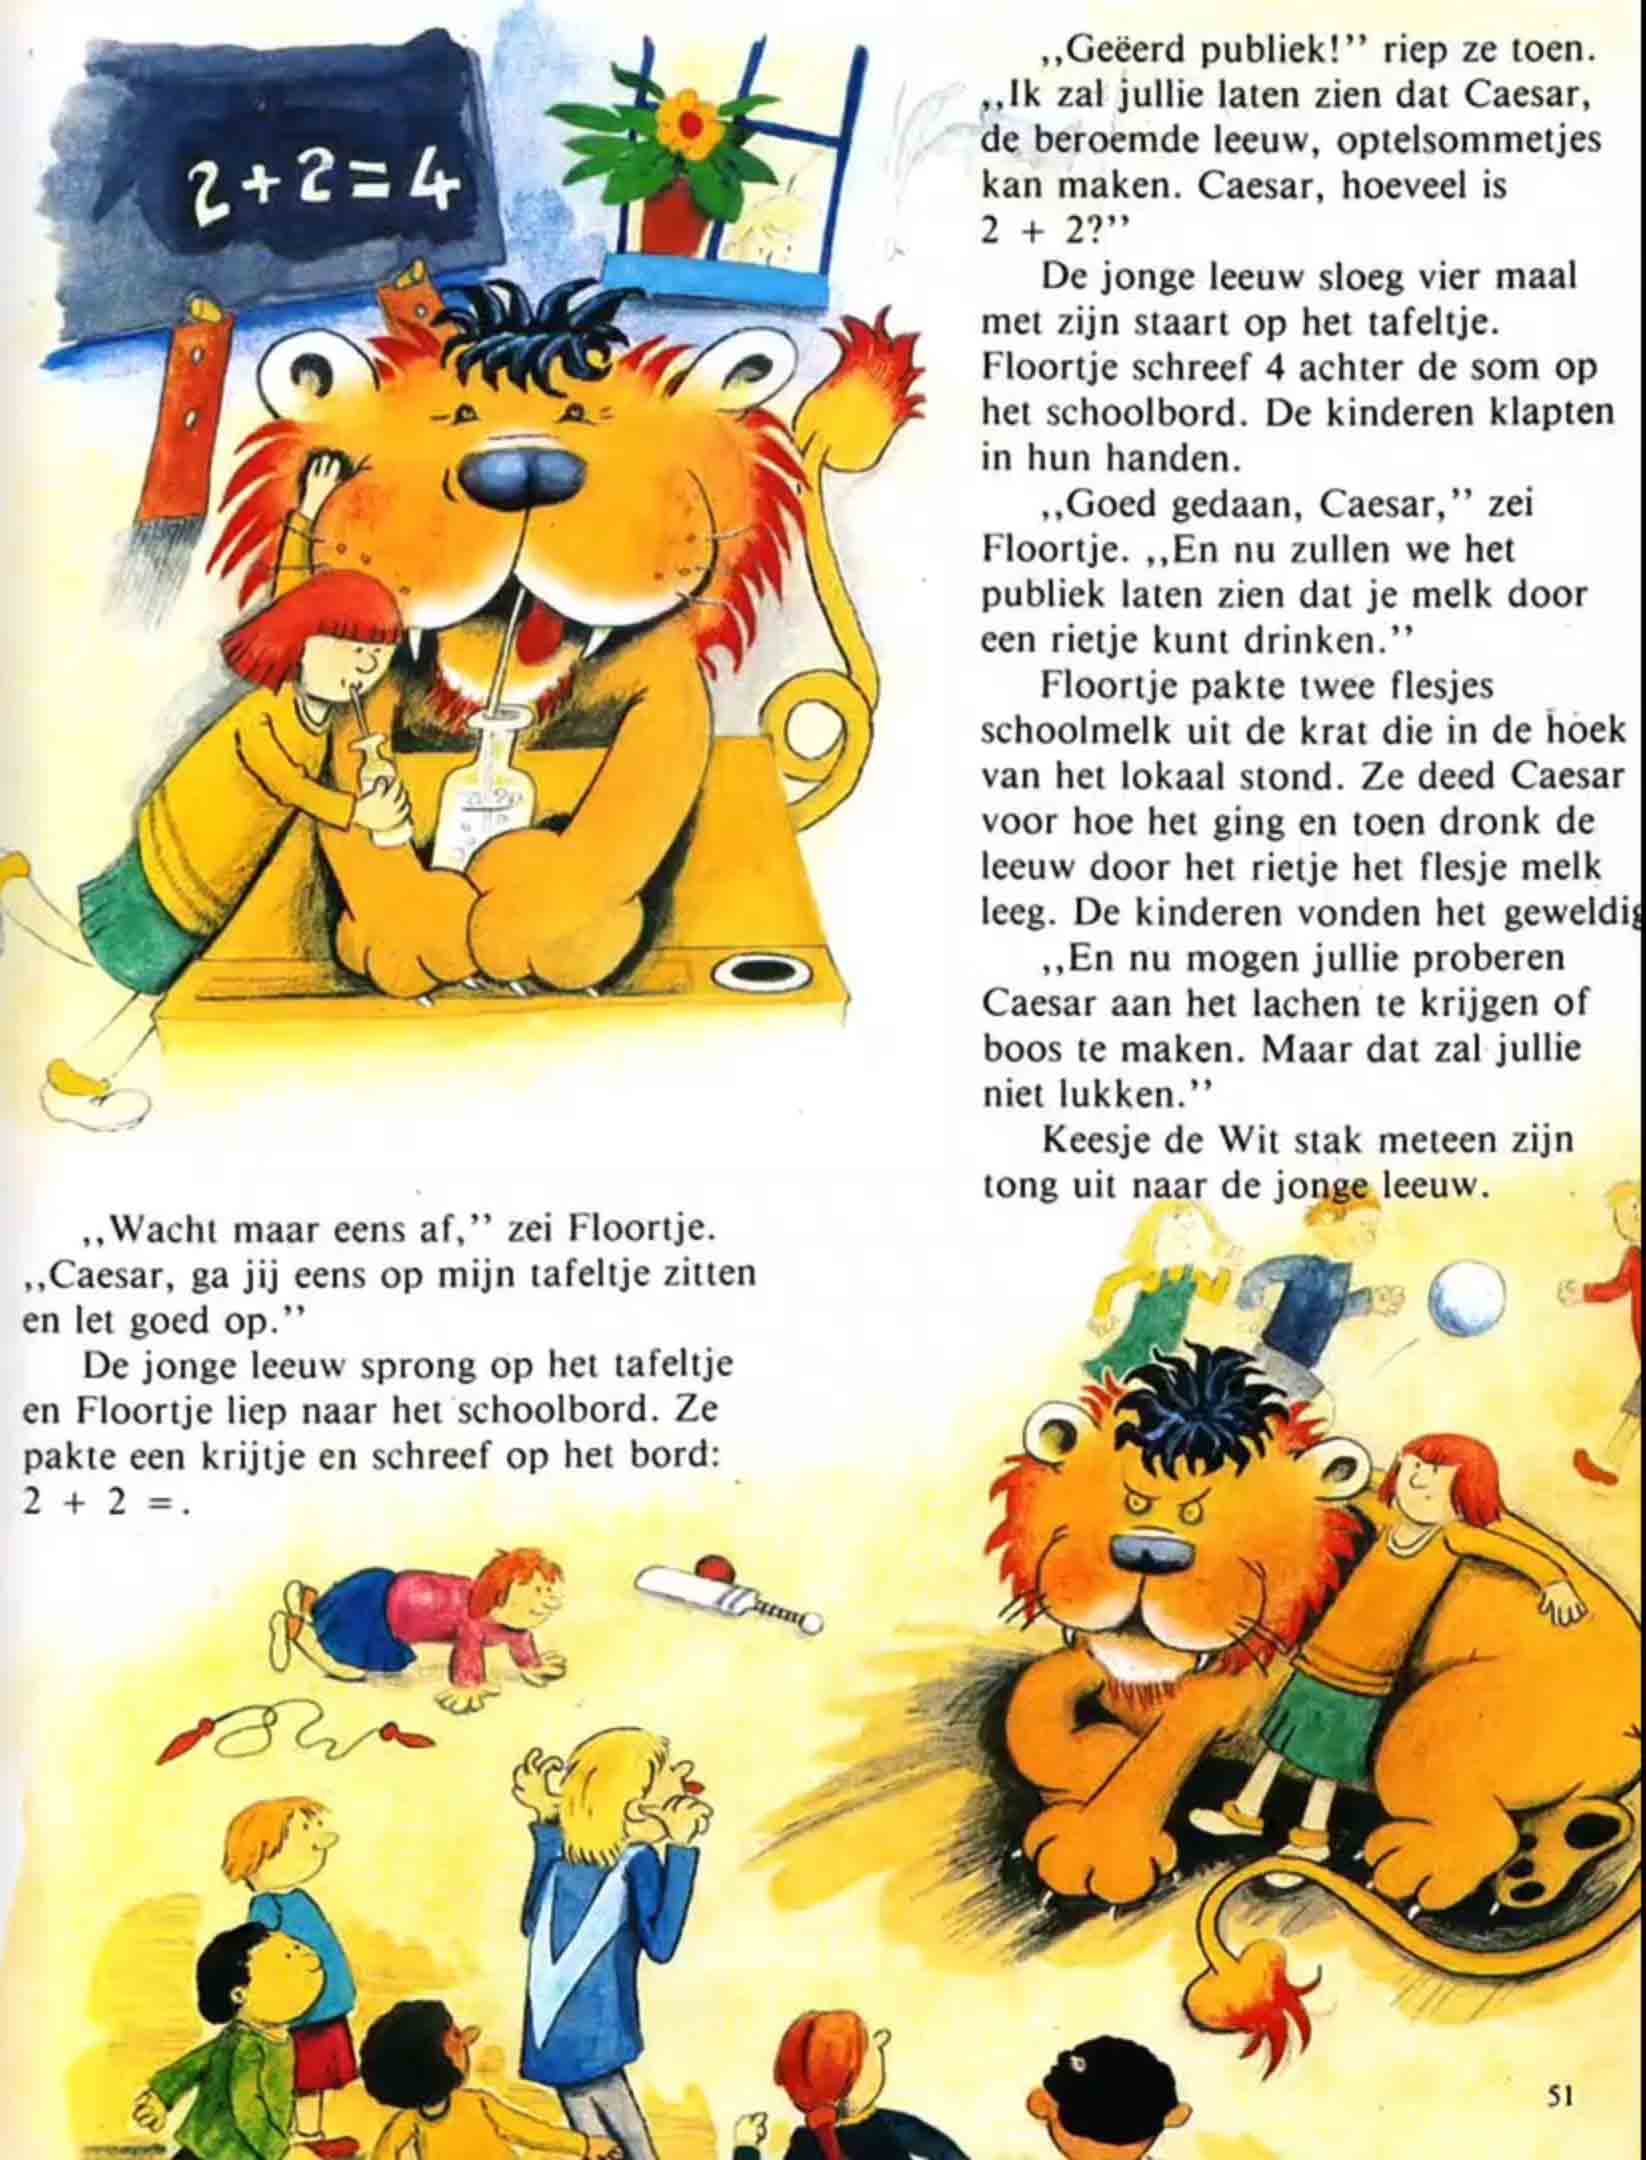 2+2=4
,,Wacht maar eens af,” zei Floortje.
,,Caesar, ga jij eens op mijn tafeltje zitten
en let goed op.”
De jonge leeuw sprong op het tafeltje
en Floortje liep naar het schoolbord. Ze
pakte een krijtje en schreef op het bord:
2 + 2 =.
,,Geëerd publiek!” riep ze toen.
,,Ik zal jullie laten zien dat Caesar,
de beroemde leeuw, optelsommetjes
kan maken. Caesar, hoeveel is
2 + 2?”
De jonge leeuw sloeg vier maal
met zijn staart op het tafeltje.
Floortje schreef 4 achter de som op
het schoolbord. De kinderen klapten
in hun handen.
,,Goed gedaan, Caesar,” zei
Floortje. ,,En nu zullen we het
publiek laten zien dat je melk door
een rietje kunt drinken.”
Floortje pakte twee flesjes
schoolmelk uit de krat die in de hoek
van het lokaal stond. Ze deed Caesar
voor hoe het ging en toen dronk de
leeuw door het rietje het flesje melk
leeg. De kinderen vonden het geweldig
,,En nu mogen jullie proberen
Caesar aan het lachen te krijgen of
boos te maken. Maar dat zal jullie
niet lukken.”
Keesje de Wit stak meteen zijn
tong uit naar de jonge leeuw.
51